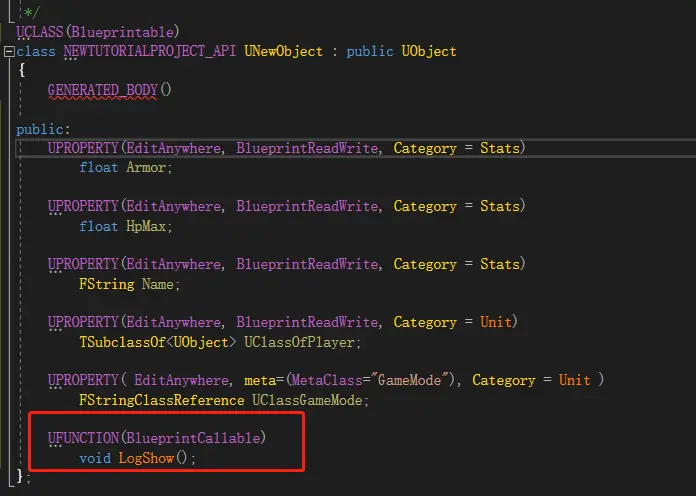 */
UCLASS(Blueprintable)
class NEWTUTORIALPROJECT_API UNewObject : public UObject
{
GENERATED_BODY()
public:
UPROPERTY(EditAnywhere, BlueprintReadWrite, Category = Stats)
float Armor;
UPROPERTY(EditAnywhere, BlueprintReadWrite, Category = Stats)
float HpMax;
UPROPERTY(EditAnywhere, BlueprintReadWrite, Category = Stats)
FString Name;
UPROPERTY(EditAnywhere, BlueprintReadWrite, Category = Unit)
TSubclassOf<UObject> UClassOfPlayer;
UPROPERTY( EditAnywhere, meta=(MetaClass="GameMode"), Category = Unit )
FStringClassReference UClassGameMode;
UFUNCTION(BlueprintCallable)
void LogShow();
};